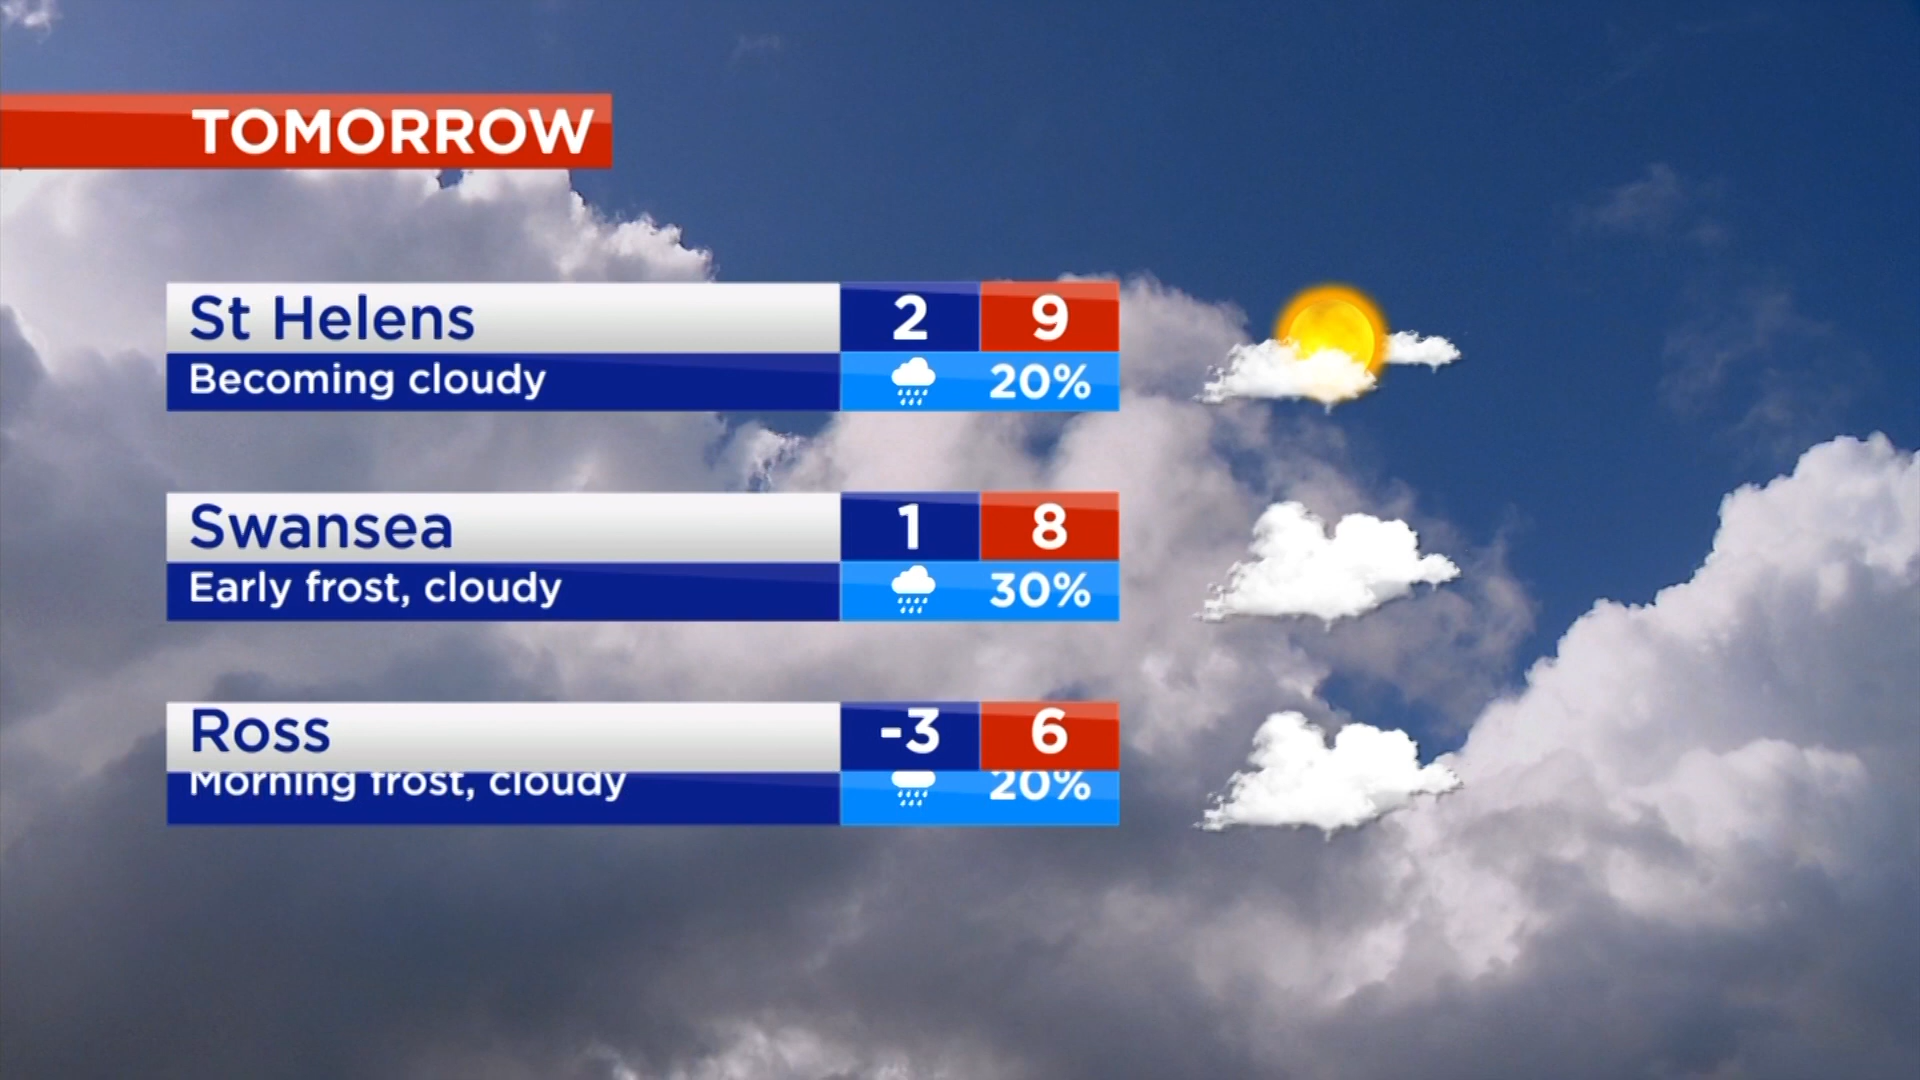 TOMORROW
St Helens 2 9
Becoming cloudy 20%
Swansea 1 8
Early frost, cloudy 30%
Ross -3 6
Morning frost, cloudy 20%